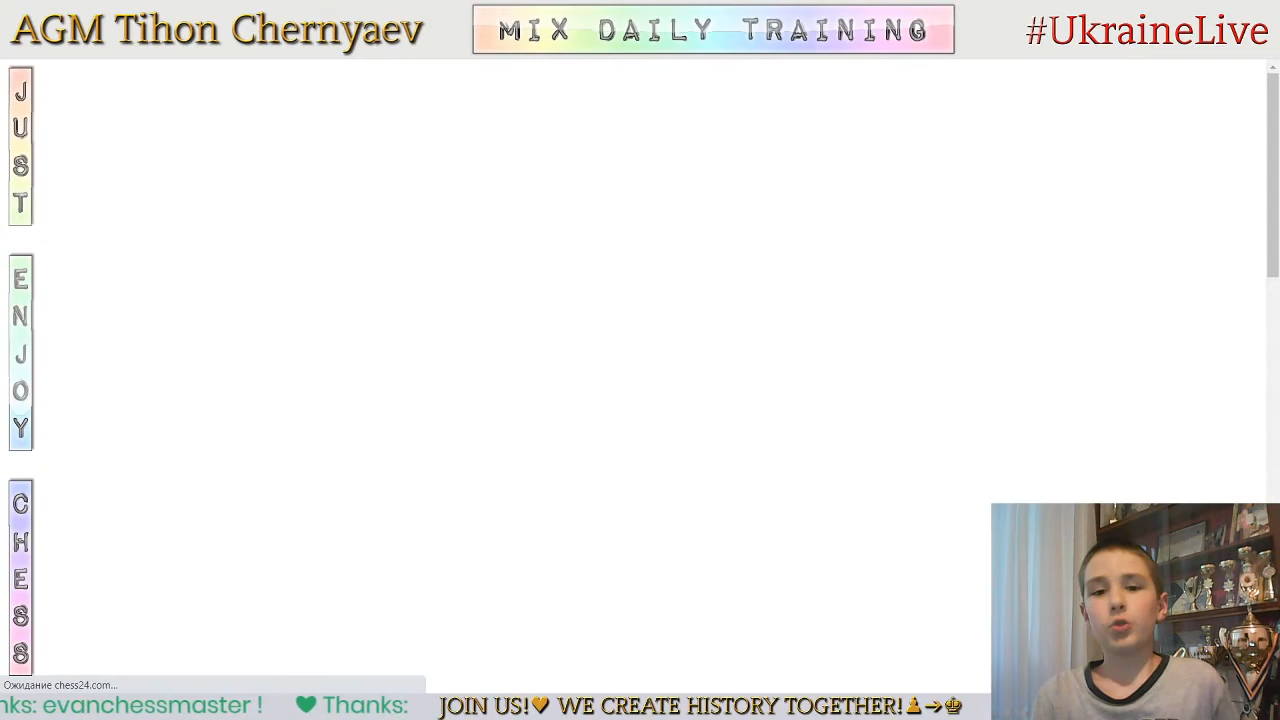 AGM Tihon Chernyaev
MIX DAILY TRAINING
#UkraineLive
JUST
ENJOY
CHESS
Ожидание chess24.com...
nks: evanchessmaster !
Thanks:
JOIN US! WE CREATE HISTORY TOGETHER!